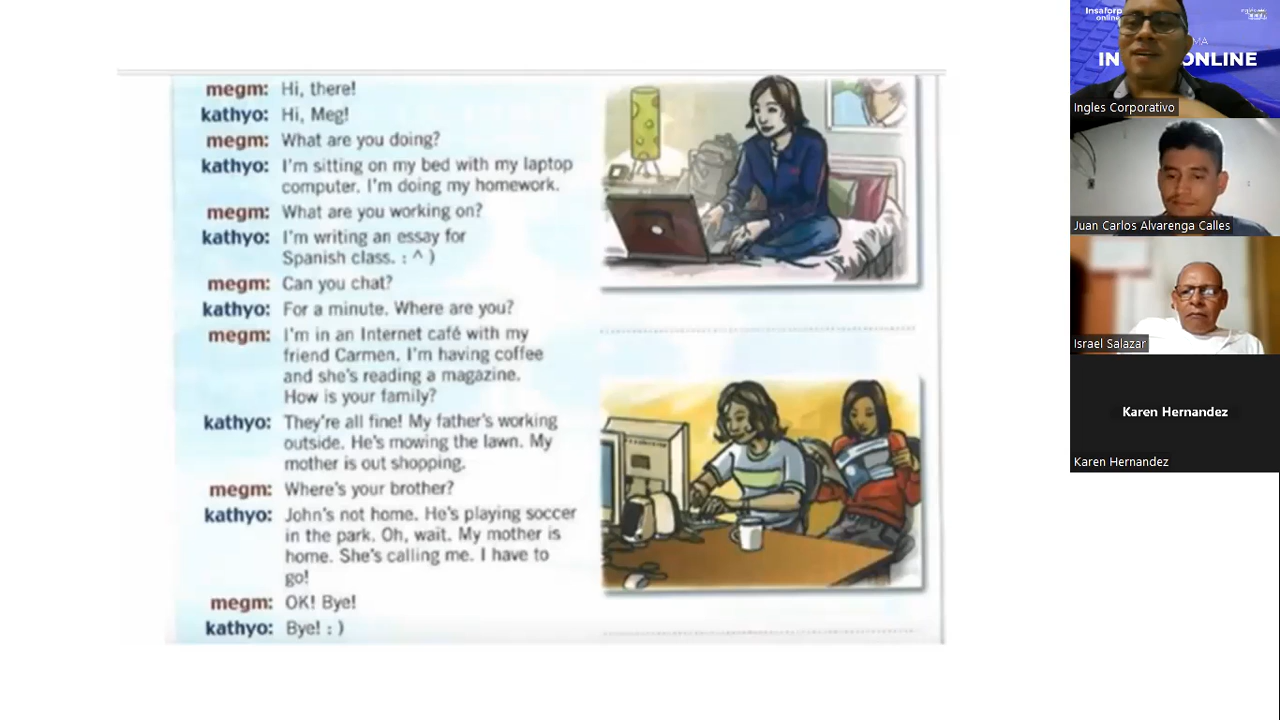 megm: Hi, there!
kathyo: Hi, Meg!
megm: What are you doing?
kathyo: I'm sitting on my bed with my laptop
computer. I'm doing my homework.
megm: What are you working on?
kathyo: I'm writing an essay for
Spanish class. : ^ )
megm: Can you chat?
kathyo: For a minute. Where are you?
megm: I'm in an Internet café with my
friend Carmen. I'm having coffee
and she's reading a magazine.
How is your family?
kathyo: They're all fine! My father's working
outside. He's mowing the lawn. My
mother is out shopping.
megm: Where's your brother?
kathyo: John's not home. He's playing soccer
in the park. Oh, wait. My mother is
home. She's calling me. I have to
go!
megm: OK! Bye!
kathyo: Bye! : )
Insaforp
online
MA
IN ONLINE
Ingles Corporativo
Juan Carlos Alvarenga Calles
Israel Salazar
Karen Hernandez
Karen Hernandez